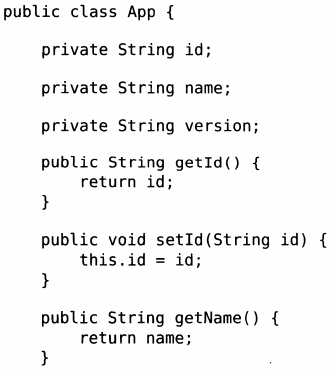 public class App {
    private String id;
    private String name;
    private String version;
    public String getId() {
        return id;
    }
    public void setId(String id) {
        this.id = id;
    }
    public String getName() {
        return name;
    }